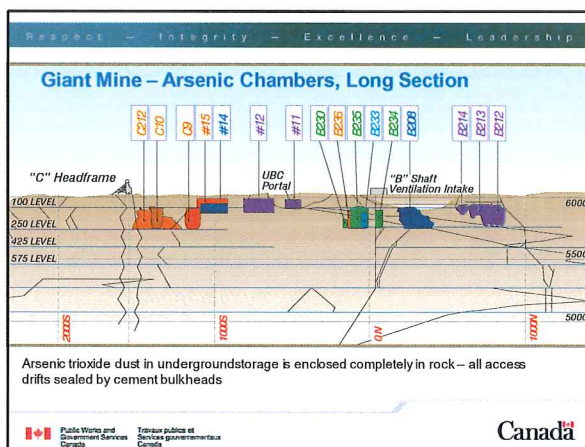 Respect – Integrity – Excellence – Leadership
Giant Mine – Arsenic Chambers, Long Section
C212 C10 C9 #15 #14 #12 #11 B230 B236 B235 B233 B234 B208 B214 B213 B212
"C" Headframe
UBC Portal
"B" Shaft Ventilation Intake
100 LEVEL
250 LEVEL
425 LEVEL
575 LEVEL
6000
5500
5000
2000S 1000S 0N 1000N
Arsenic trioxide dust in undergroundstorage is enclosed completely in rock – all access
drifts sealed by cement bulkheads
Public Works and Government Services Canada
Travaux publics et Services gouvernementaux Canada
Canada